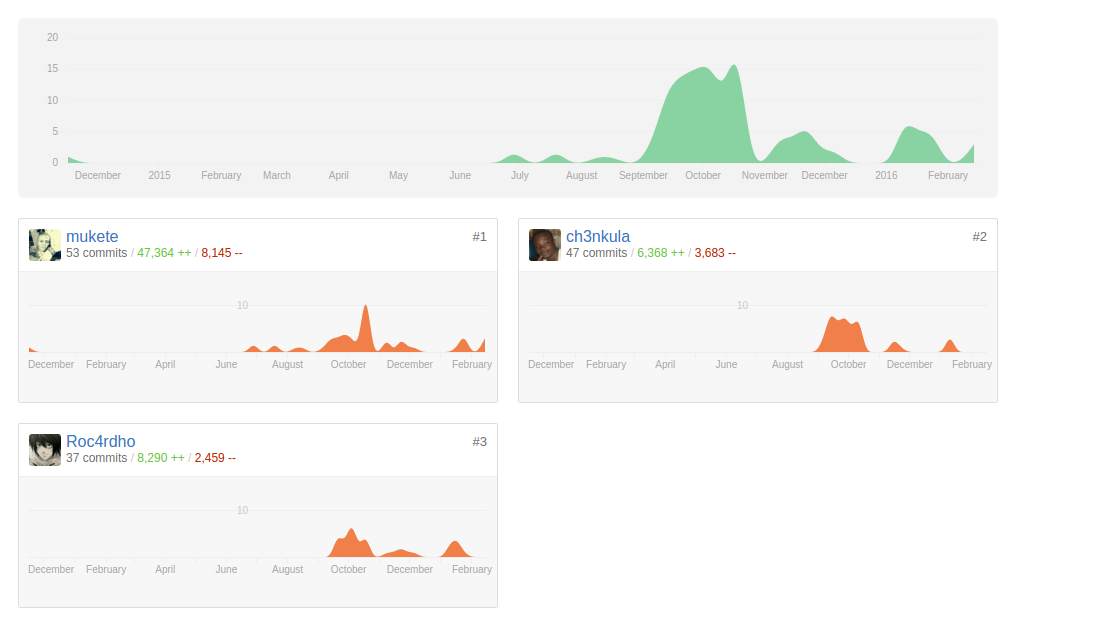 20
15
10
5
0
December 2015 February March April May June July August September October November December 2016 February
mukete #1
53 commits / 47,364 ++ / 8,145 --
10
December February April June August October December February
ch3nkula #2
47 commits / 6,368 ++ / 3,683 --
10
December February April June August October December February
Roc4rdho #3
37 commits / 8,290 ++ / 2,459 --
10
December February April June August October December February